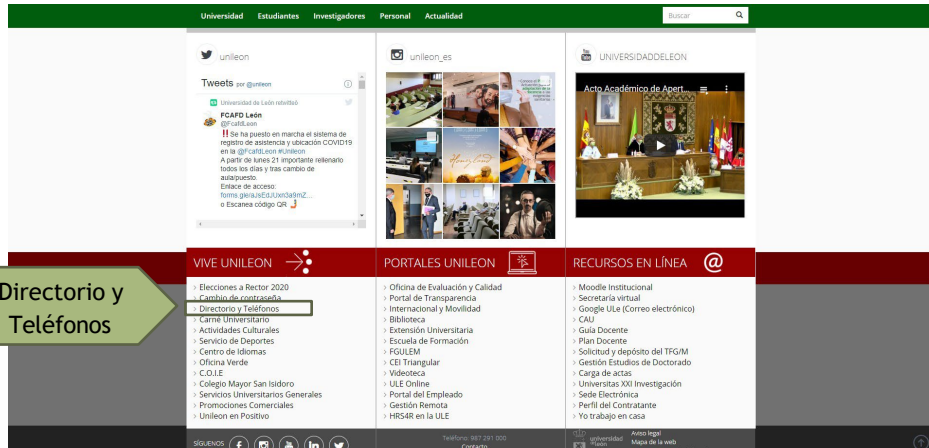 Universidad Estudiantes Investigadores Personal Actualidad
Buscar
unileon
Tweets por @unileon
Universidad de León retwitteó
FCAFD León
@FcafdLeon
!!Se ha puesto en marcha el sistema de
registro de asistencia y ubicación COVID19
en la @FcafdLeon #Unileon
A partir de lunes 21 importante rellenarlo
todos los días y tras cambio de
aula/puesto.
Enlace de acceso:
o Escanea código QR
unileon_es
UNIVERSIDADDELEON
Acto Académico de Apert...
VIVE UNILEON
Elecciones a Rector 2020
Cambio de contraseña
Directorio y Teléfonos
Carné Universitario
Actividades Culturales
Servicio de Deportes
Centro de Idiomas
Oficina Verde
C.O.I.E
Colegio Mayor San Isidoro
Servicios Universitarios Generales
Promociones Comerciales
Unileon en Positivo
PORTALES UNILEON
Oficina de Evaluación y Calidad
Portal de Transparencia
Internacional y Movilidad
Biblioteca
Extensión Universitaria
Escuela de Formación
FGULEM
CEI Triangular
Videoteca
ULE Online
Portal del Empleado
Gestión Remota
HRS4R en la ULE
RECURSOS EN LÍNEA @
Moodle Institucional
Secretaría virtual
Google ULe (Correo electrónico)
CAU
Guía Docente
Plan Docente
Solicitud y depósito del TFG/M
Gestión Estudios de Doctorado
Carga de actas
Universitas XXI Investigación
Sede Electrónica
Perfil del Contratante
Yo trabajo en casa
Directorio y
Teléfonos
SÍGUENOS
Teléfono: 987 291 000
Contacto
universidad
de león
Aviso legal
Mapa de la web